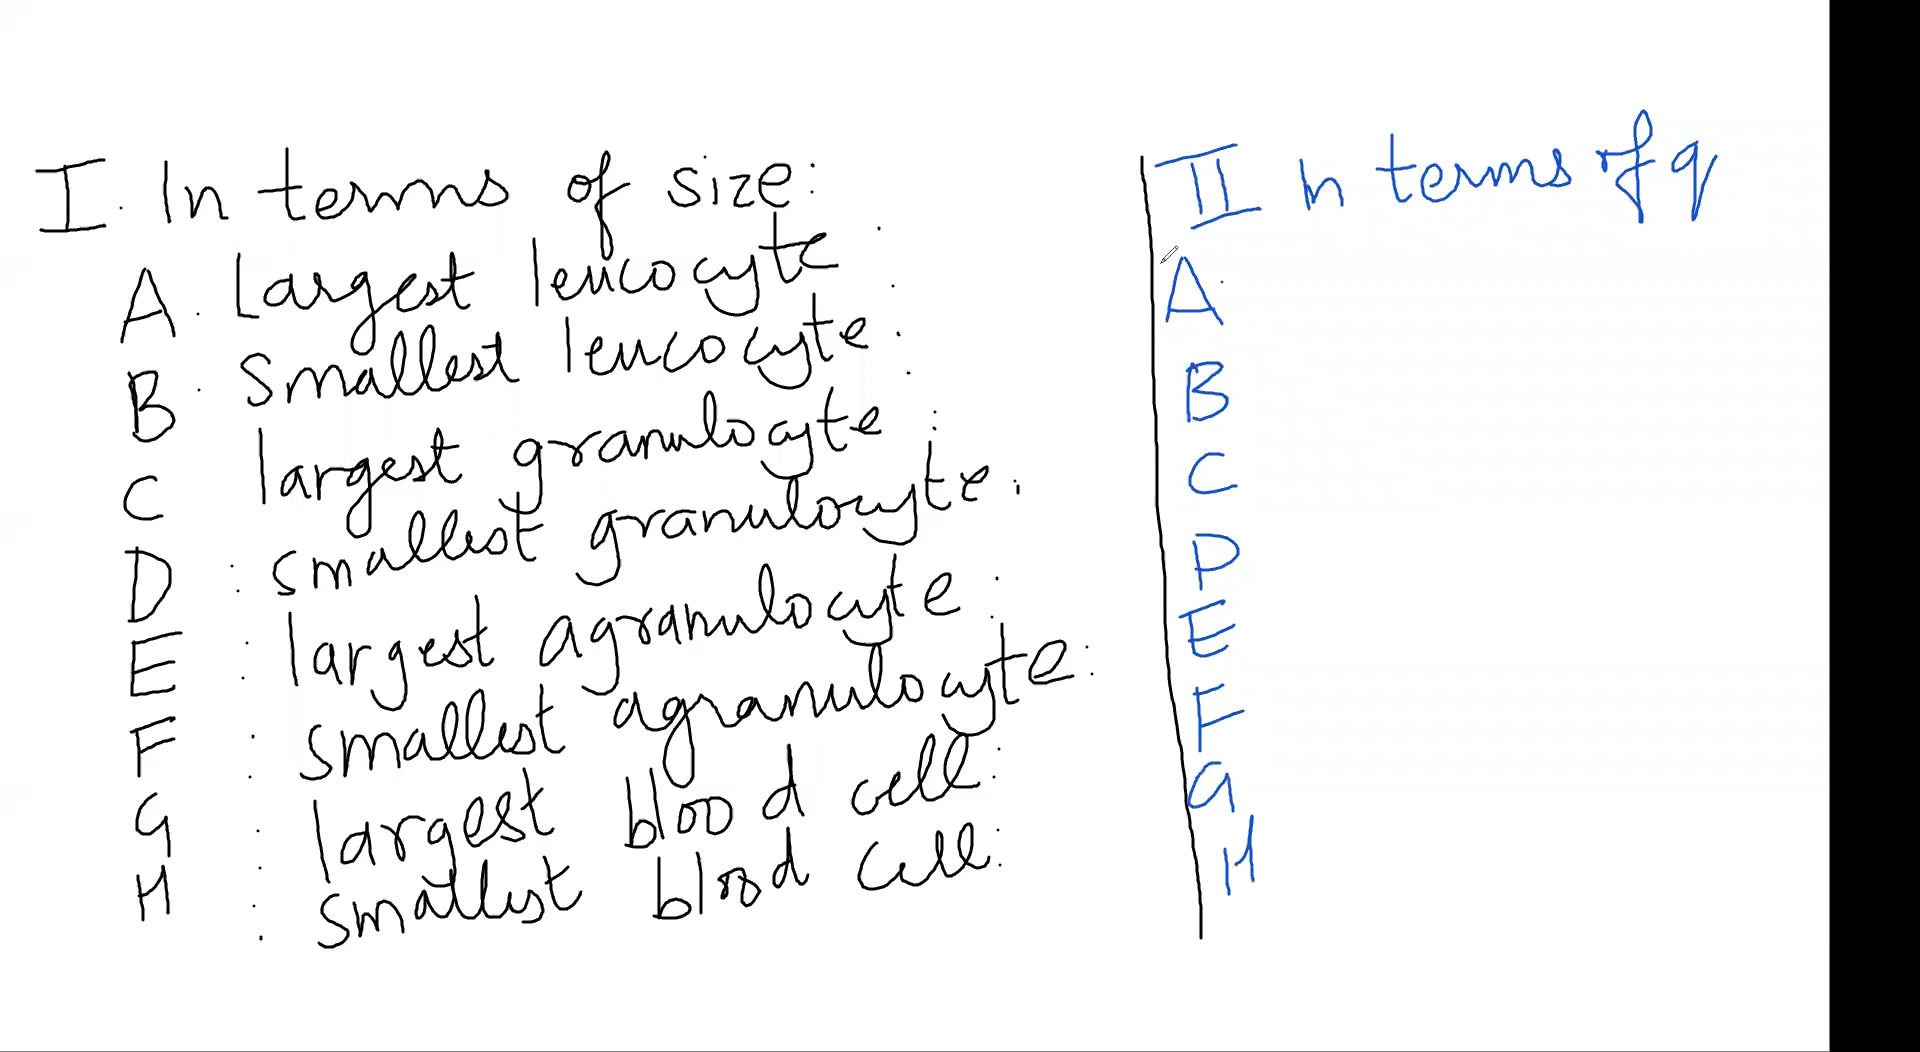 I. In terms of size:
A. Largest leucocyte:
B. Smallest leucocyte:
C largest granulocyte:
D : smallest granulocyte:
E : largest agranulocyte:
F : smallest agranulocyte:
G : largest blood cell:
H : smallest blood cell:
II In terms of q
A
B
C
D
E
F
G
H